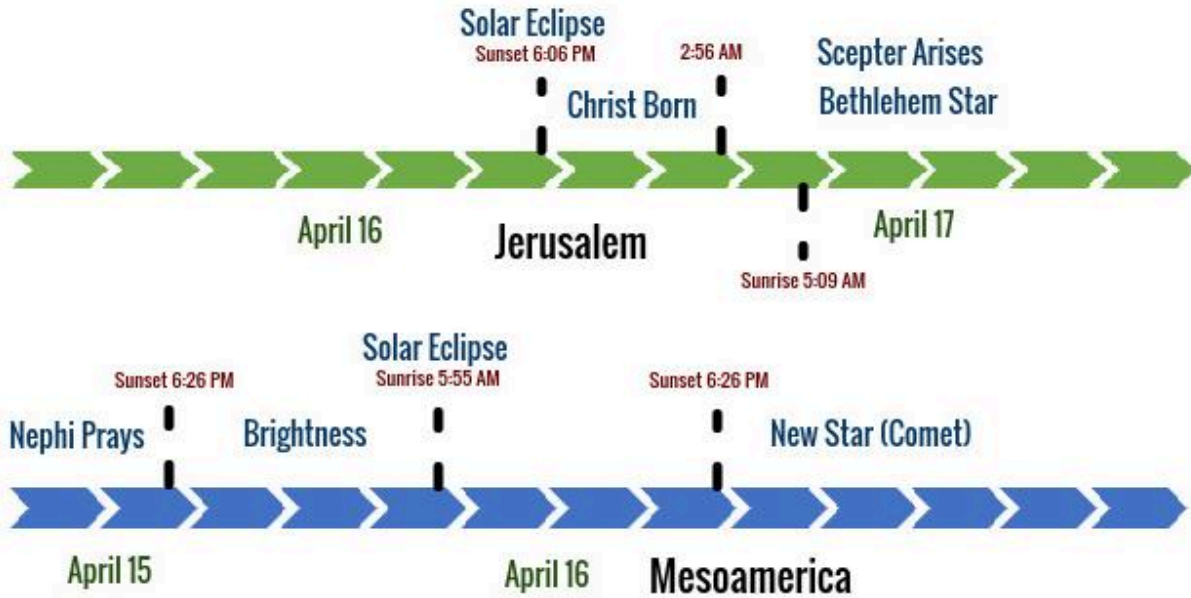 Solar Eclipse
Sunset 6:06 PM
2:56 AM
Scepter Arises
Christ Born
Bethlehem Star
April 16
Jerusalem
April 17
Sunrise 5:09 AM
Solar Eclipse
Sunset 6:26 PM
Sunrise 5:55 AM
Sunset 6:26 PM
Nephi Prays
Brightness
New Star (Comet)
April 15
April 16
Mesoamerica